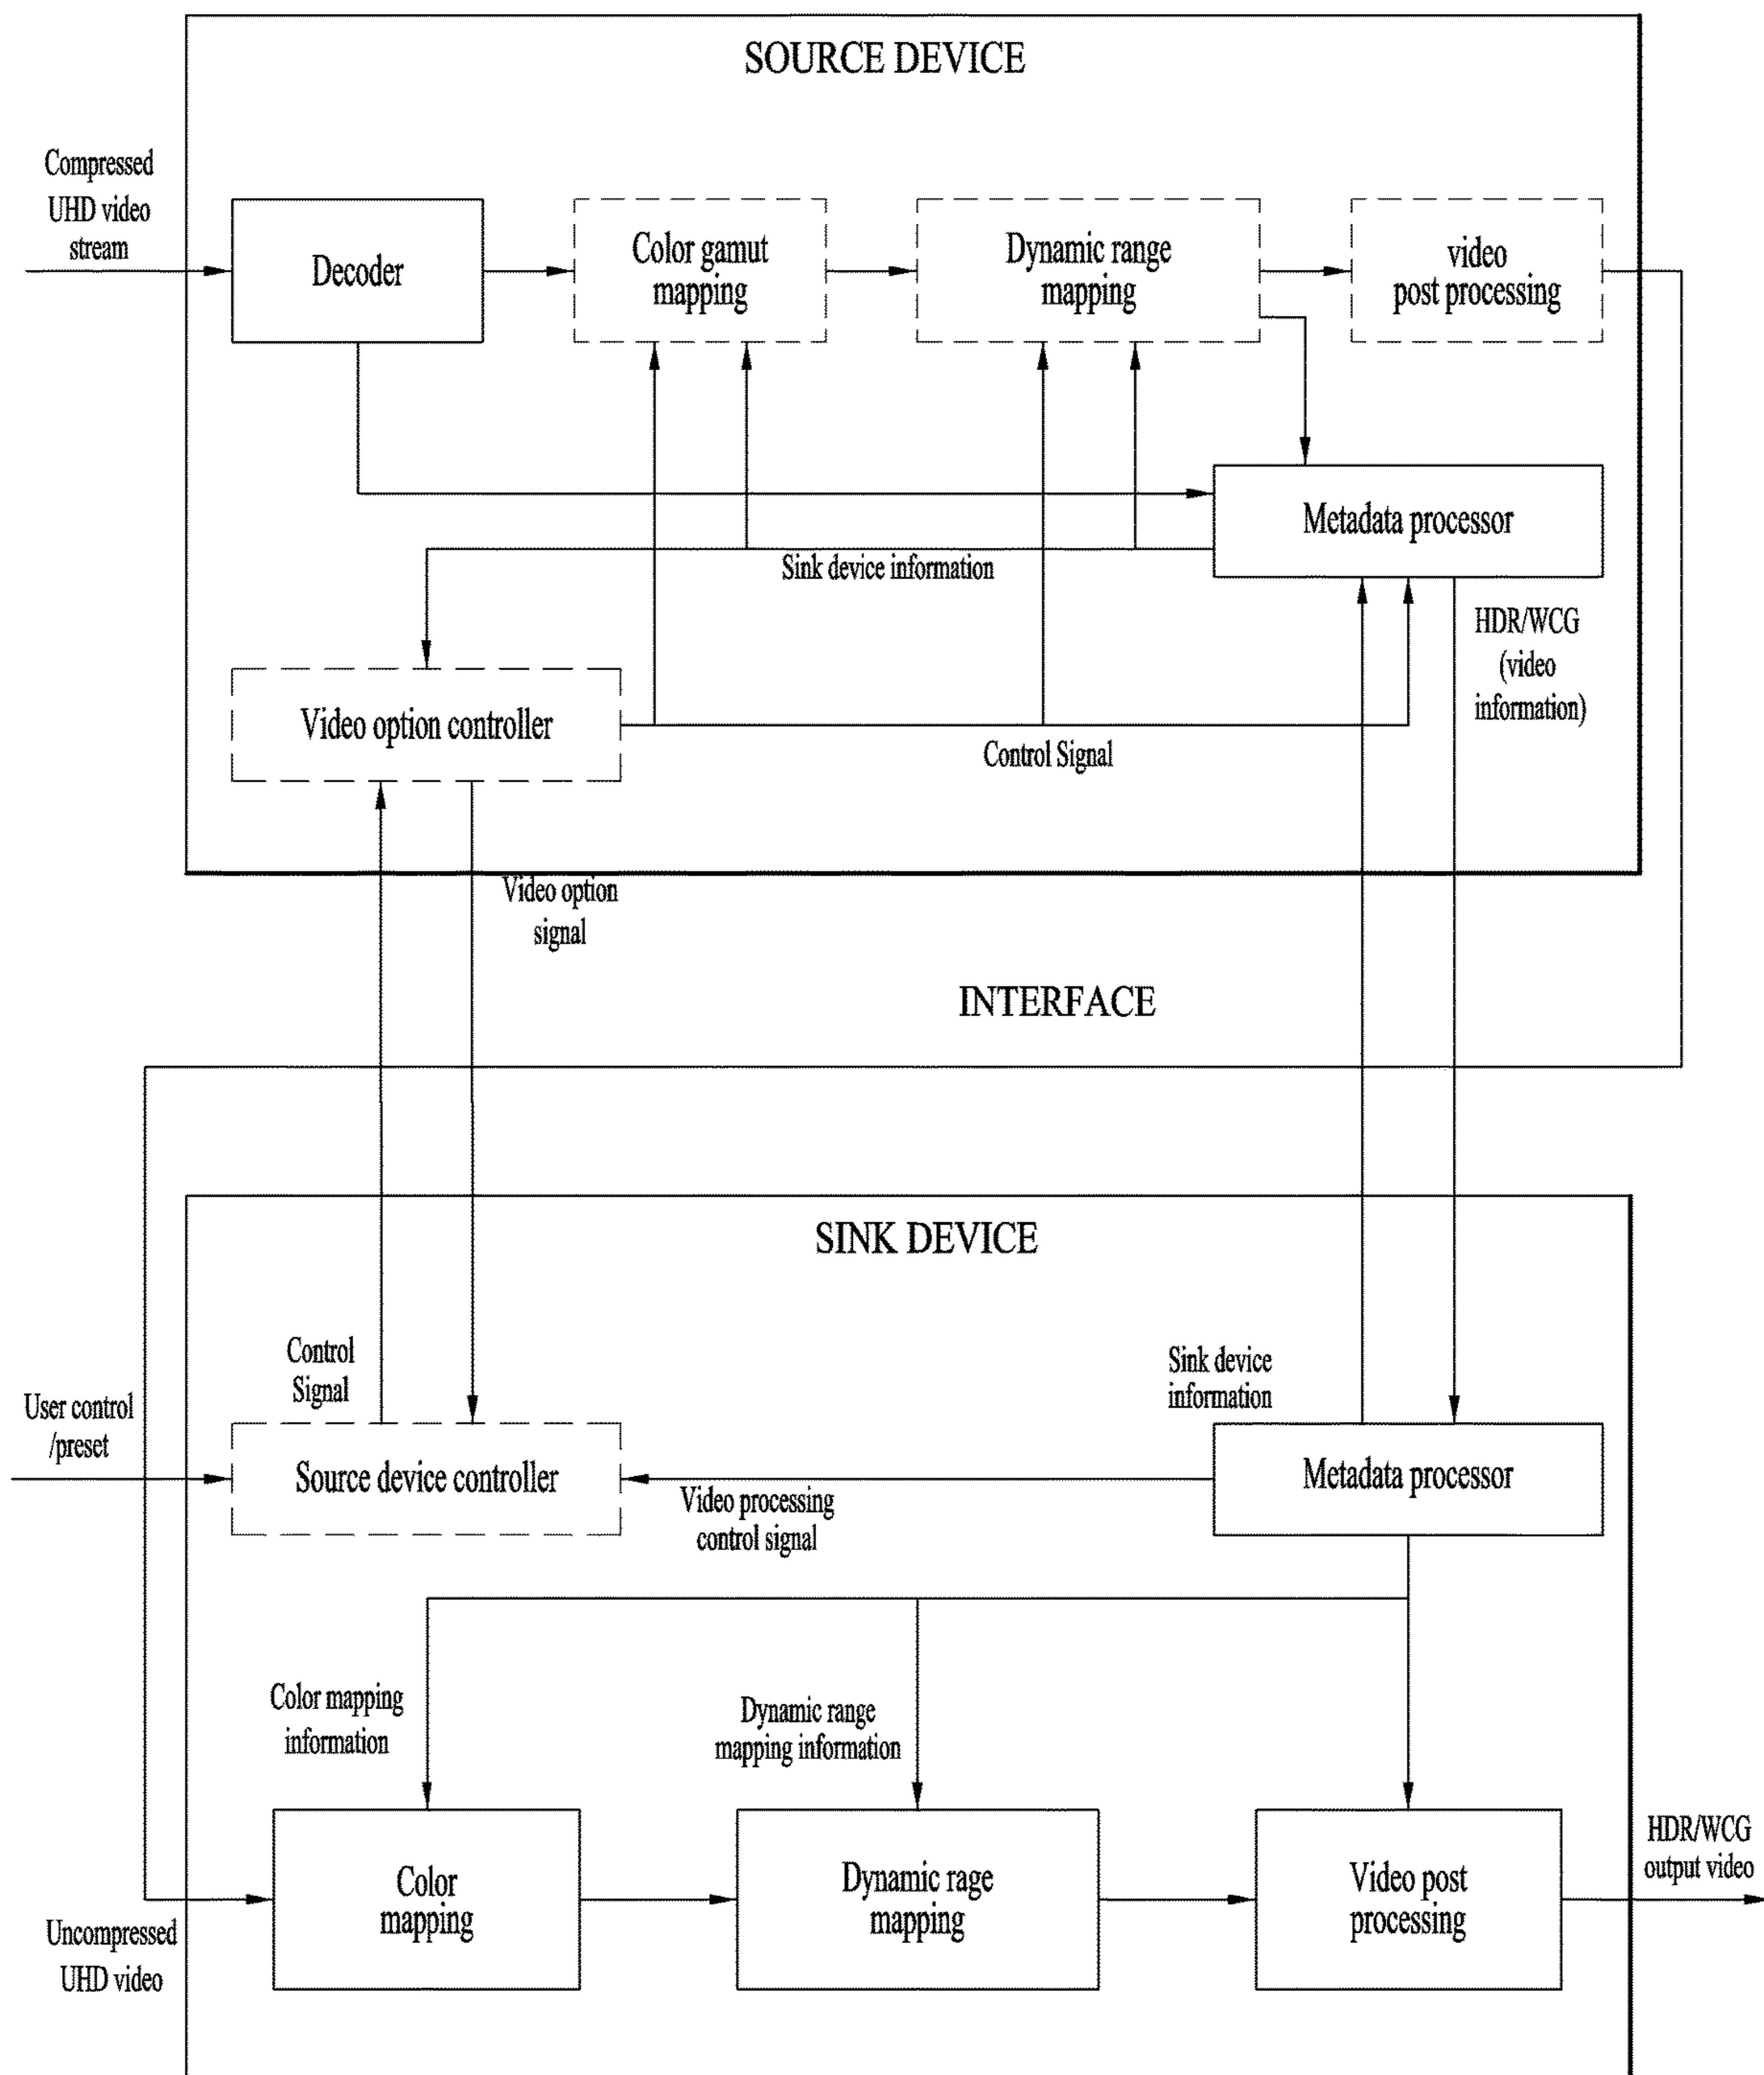 SOURCE DEVICE
Compressed
UHD video
stream
Decoder
Color gamut
mapping
Dynamic range
mapping
video
post processing
Metadata processor
Sink device information
HDR/WCG
(video
information)
Video option controller
Control Signal
Video option
signal
INTERFACE
SINK DEVICE
Control
Signal
Sink device
information
User control
/preset
Source device controller
Video processing
control signal
Metadata processor
Color mapping
information
Dynamic range
mapping information
Color
mapping
Dynamic rage
mapping
Video post
processing
HDR/WCG
output video
Uncompressed
UHD video